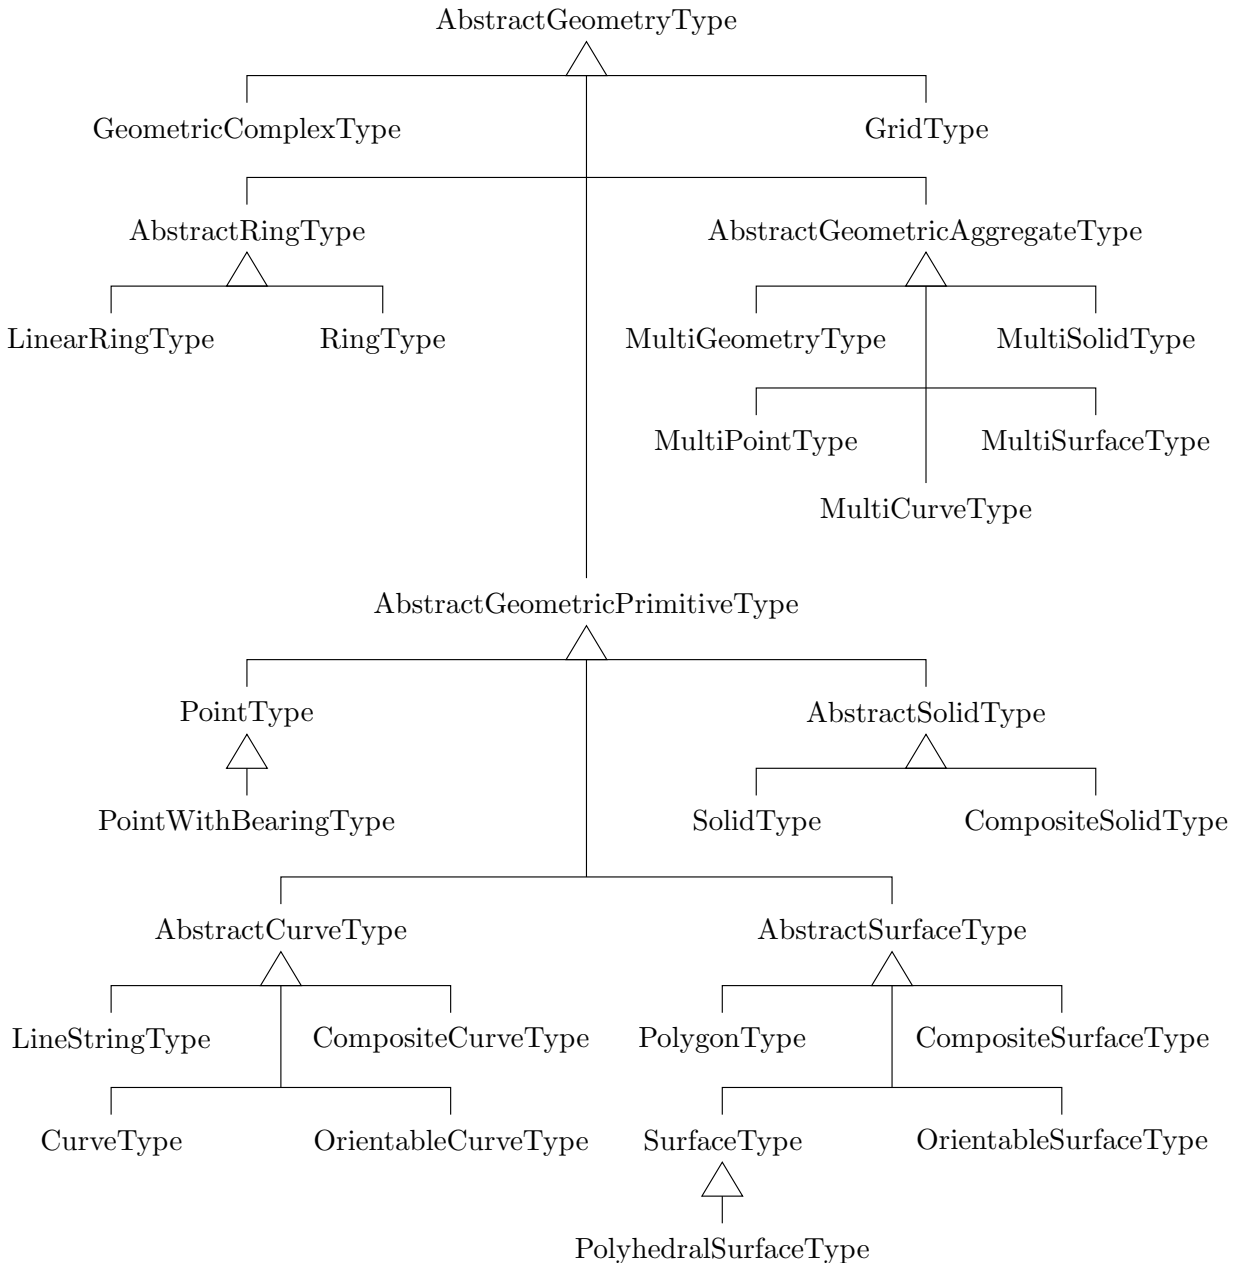 AbstractGeometryType
GeometricComplexType GridType
AbstractRingType AbstractGeometricAggregateType
LinearRingType RingType MultiGeometryType MultiSolidType
MultiPointType MultiSurfaceType
MultiCurveType
AbstractGeometricPrimitiveType
PointType AbstractSolidType
PointWithBearingType SolidType CompositeSolidType
AbstractCurveType AbstractSurfaceType
LineStringType CompositeCurveType PolygonType CompositeSurfaceType
CurveType OrientableCurveType SurfaceType OrientableSurfaceType
PolyhedralSurfaceType